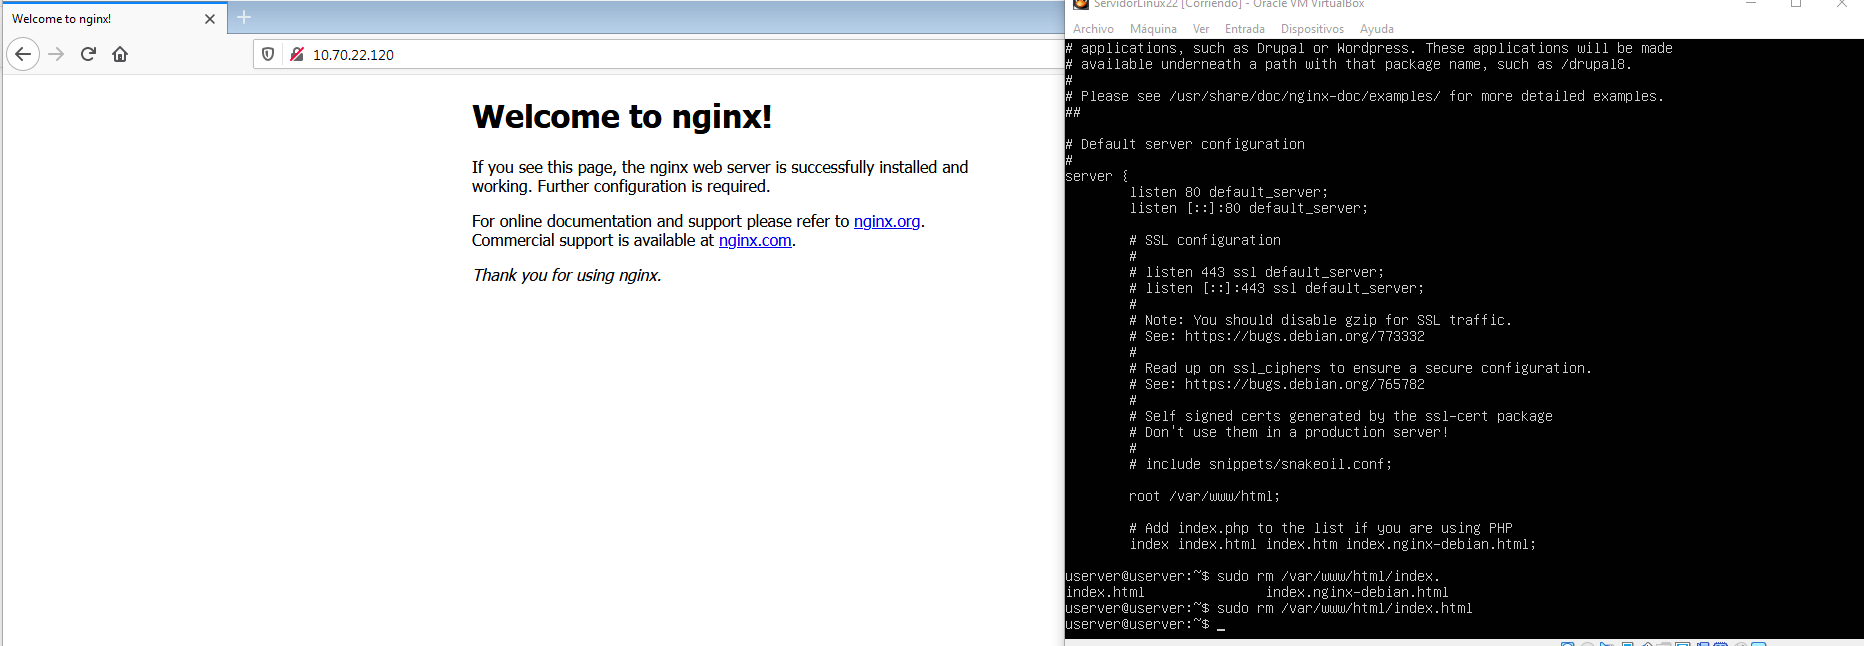 Welcome to nginx!
10.70.22.120
Welcome to nginx!
If you see this page, the nginx web server is successfully installed and
working. Further configuration is required.
For online documentation and support please refer to nginx.org.
Commercial support is available at nginx.com.
Thank you for using nginx.
ServidorLinux22 [Corriendo] - Oracle VM VirtualBox
Archivo Máquina Ver Entrada Dispositivos Ayuda
# applications, such as Drupal or Wordpress. These applications will be made
# available underneath a path with that package name, such as /drupal8.
#
# Please see /usr/share/doc/nginx-doc/examples/ for more detailed examples.
##
# Default server configuration
#
server {
listen 80 default_server;
listen [::]:80 default_server;
# SSL configuration
#
# listen 443 ssl default_server;
# listen [::]:443 ssl default_server;
#
# Note: You should disable gzip for SSL traffic.
# See: https://bugs.debian.org/773332
#
# Read up on ssl_ciphers to ensure a secure configuration.
# See: https://bugs.debian.org/765782
#
# Self signed certs generated by the ssl-cert package
# Don't use them in a production server!
#
# include snippets/snakeoil.conf;
root /var/www/html;
# Add index.php to the list if you are using PHP
index index.html index.htm index.nginx-debian.html;
userver@userver:~$ sudo rm /var/www/html/index.
index.html index.nginx-debian.html
userver@userver:~$ sudo rm /var/www/html/index.html
userver@userver:~$ _